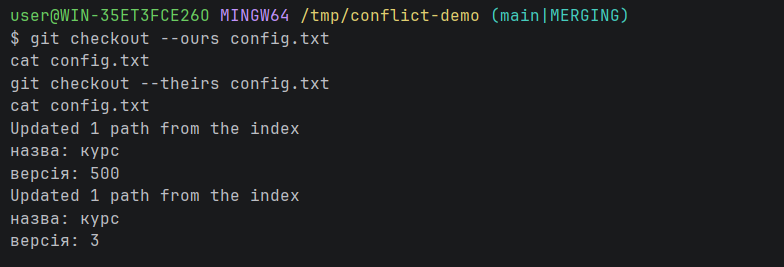 user@WIN-35ET3FCE26O MINGW64 /tmp/conflict-demo (main|MERGING)
$ git checkout --ours config.txt
cat config.txt
git checkout --theirs config.txt
cat config.txt
Updated 1 path from the index
назва: курс
версія: 500
Updated 1 path from the index
назва: курс
версія: 3